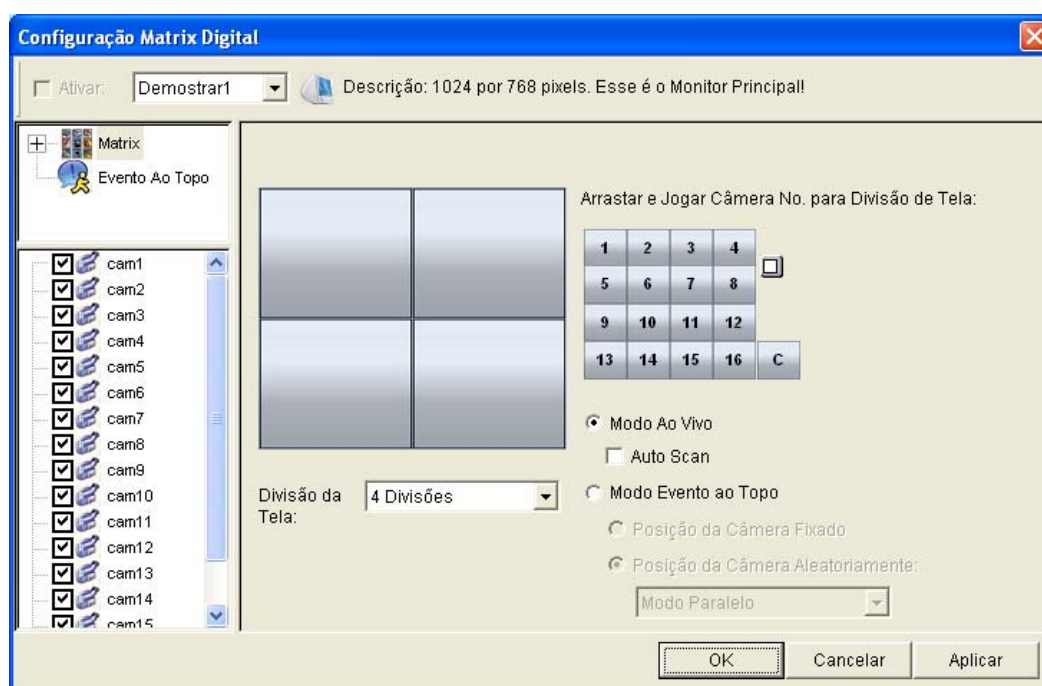 Configuração Matrix Digital
Ativar: Demostrar1 Descrição: 1024 por 768 pixels. Esse é o Monitor Principal!
Matrix
Evento Ao Topo
cam1
cam2
cam3
cam4
cam5
cam6
cam7
cam8
cam9
cam10
cam11
cam12
cam13
cam14
cam15
Divisão da Tela:
4 Divisões
Arrastar e Jogar Câmera No. para Divisão de Tela:
1 2 3 4
5 6 7 8
9 10 11 12
13 14 15 16 C
Modo Ao Vivo
Auto Scan
Modo Evento ao Topo
Posição da Câmera Fixado
Posição da Câmera Aleatoriamente:
Modo Paralelo
OK Cancelar Aplicar